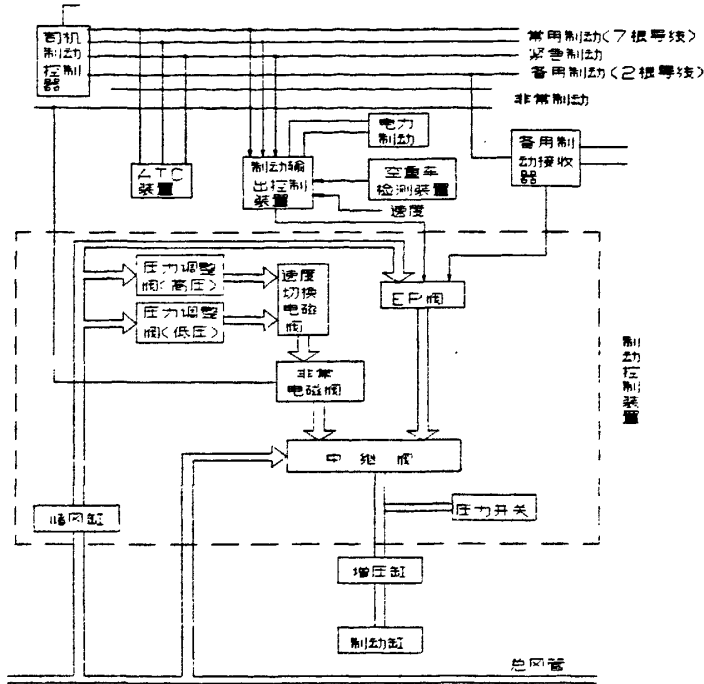 司机
制动
控制
器
常用制动(7根导线)
紧急制动
备用制动(2根导线)
非常制动
电力
制动
ATC
装置
制动输
出控制
装置
空重车
检测装置
速度
备用制
动接收
器
压力调整
阀(高压)
压力调整
阀(低压)
速度
切换
电磁
阀
EP阀
非常
电磁阀
制动控制装置
中继阀
储风缸
压力开关
增压缸
制动缸
总风管